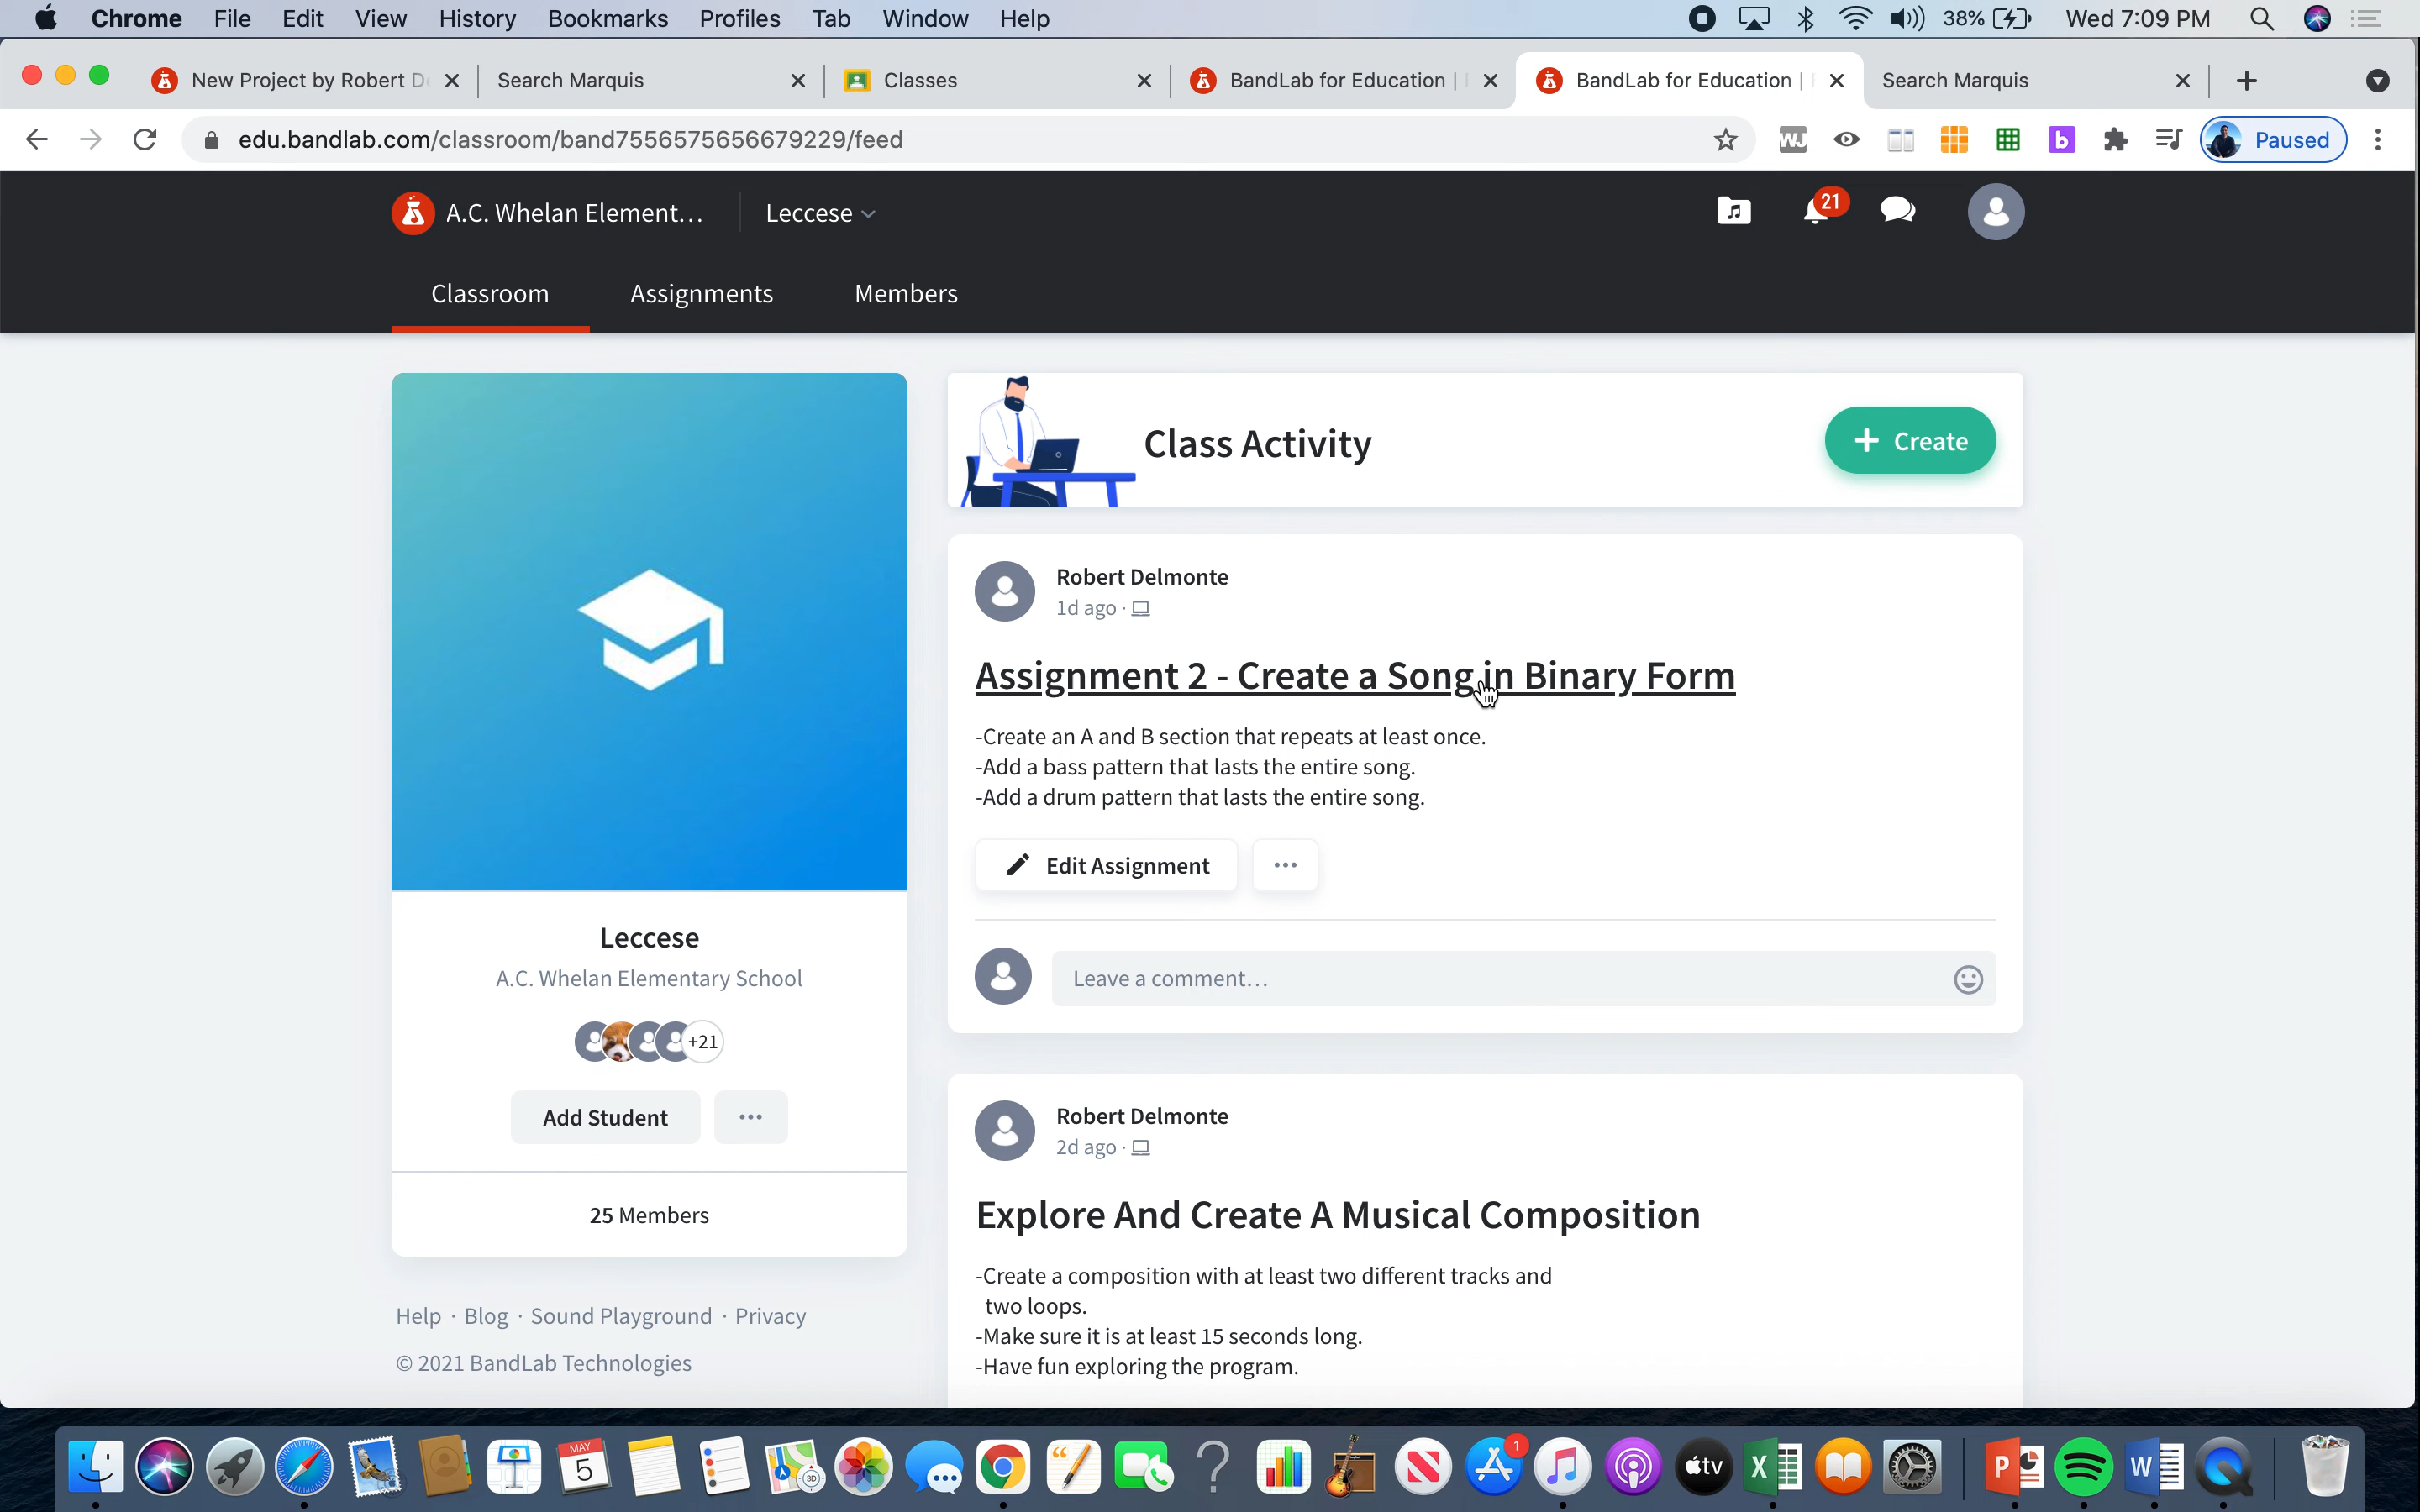 Chrome File Edit View History Bookmarks Profiles Tab Window Help 38% Wed 7:09 PM
New Project by Robert D Search Marquis Classes BandLab for Education | BandLab for Education | Search Marquis
edu.bandlab.com/classroom/band7556575656679229/feed WJ b Paused
A.C. Whelan Element... Leccese 21
Classroom Assignments Members
Class Activity
+ Create
Robert Delmonte
1d ago ·
Assignment 2 - Create a Song in Binary Form
-Create an A and B section that repeats at least once.
-Add a bass pattern that lasts the entire song.
-Add a drum pattern that lasts the entire song.
Edit Assignment ...
Leave a comment...
Leccese
A.C. Whelan Elementary School
+21
Add Student ...
25 Members
Help · Blog · Sound Playground · Privacy
© 2021 BandLab Technologies
Robert Delmonte
2d ago ·
Explore And Create A Musical Composition
-Create a composition with at least two different tracks and
two loops.
-Make sure it is at least 15 seconds long.
-Have fun exploring the program.
MAY
5
3D
?
1
tv
X
P
W